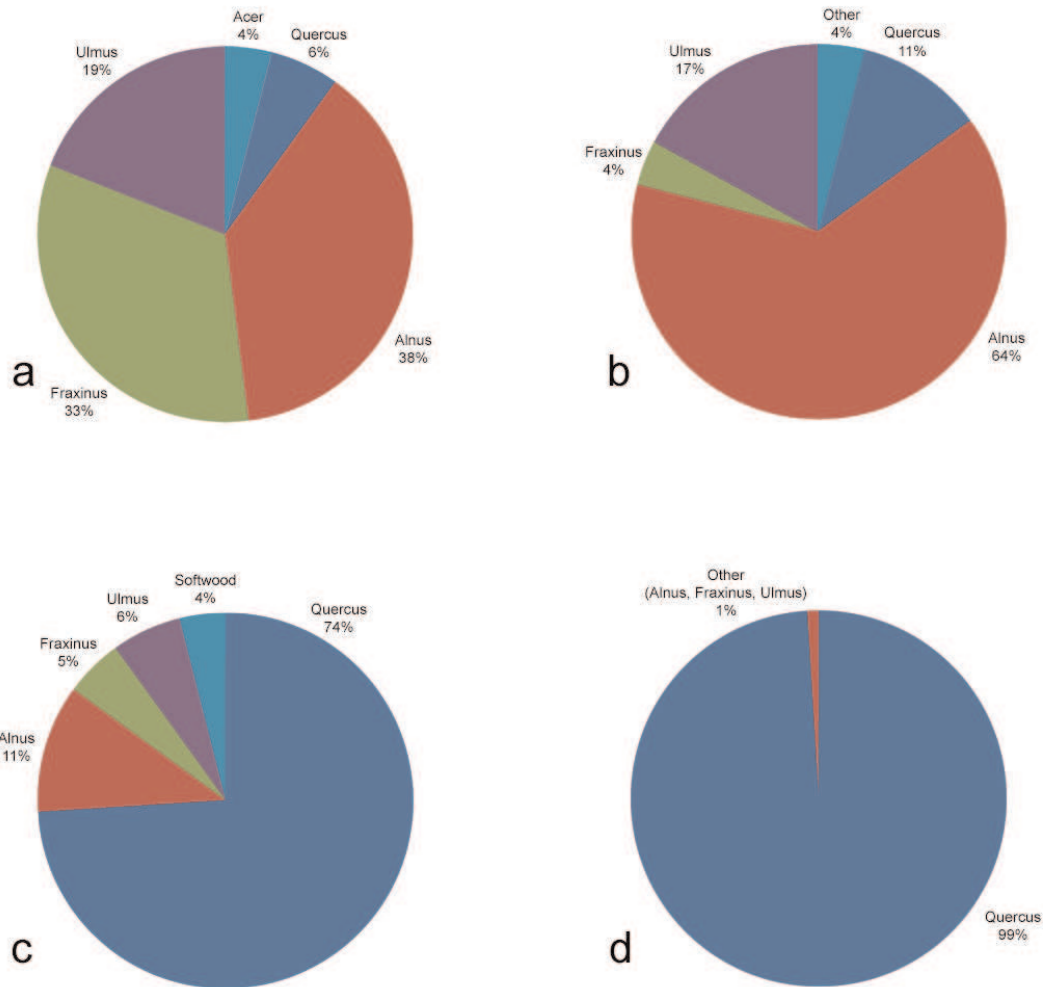 Acer
4%
Quercus
6%
Ulmus
19%
Alnus
38%
Fraxinus
33%
a
Other
4%
Quercus
11%
Ulmus
17%
Fraxinus
4%
Alnus
64%
b
Softwood
4%
Quercus
74%
Ulmus
6%
Fraxinus
5%
Alnus
11%
c
Other
(Alnus, Fraxinus, Ulmus)
1%
Quercus
99%
d